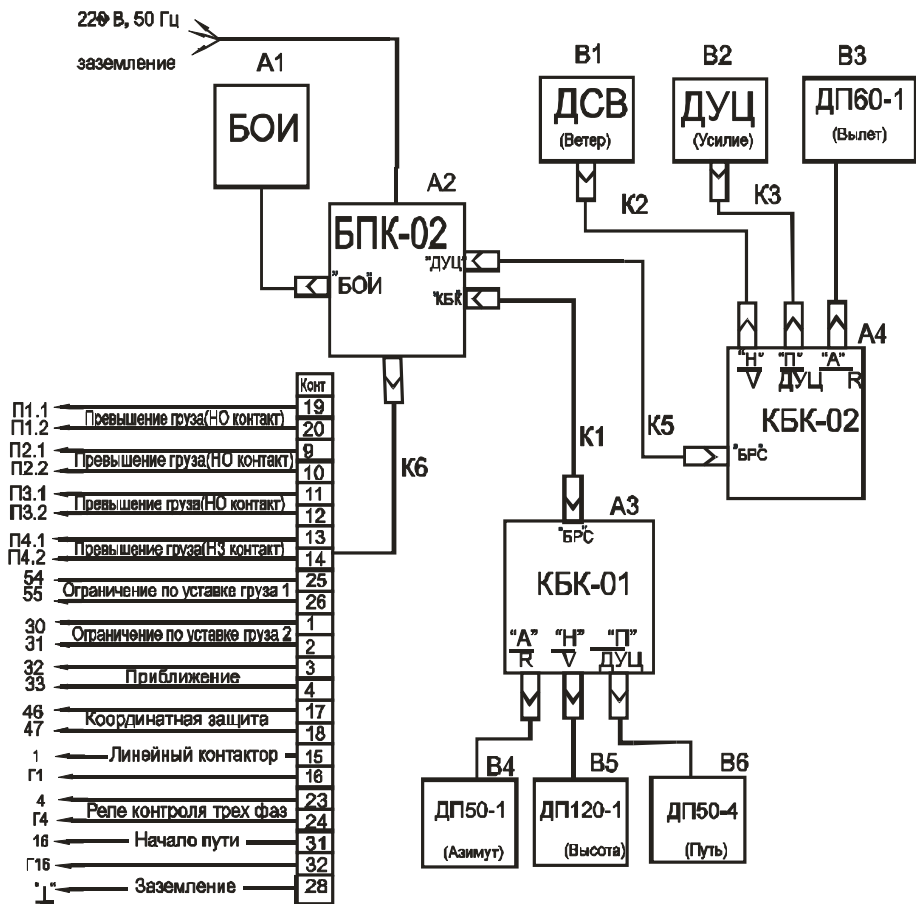 220 В, 50 Гц
заземление
А1
БОИ
А2
БПК-02
"БОИ"
"ДУЦ"
"КБК"
В1
ДСВ
(Ветер)
В2
ДУЦ
(Усилие)
В3
ДП60-1
(Вылет)
К2
К3
А4
"Н"
V
"П"
ДУЦ
"А"
R
КБК-02
"БРС"
К5
К1
К6
А3
"БРС"
КБК-01
"А"
R
"Н"
V
"П"
ДУЦ
В4
ДП50-1
(Азимут)
В5
ДП120-1
(Высота)
В6
ДП50-4
(Путь)
Конт
П1.1 19
Превышение груза(НО контакт)
П1.2 20
П2.1 9
Превышение груза(НО контакт)
П2.2 10
П3.1 11
Превышение груза(НО контакт)
П3.2 12
П4.1 13
Превышение груза(НЗ контакт)
П4.2 14
54 25
Ограничение по уставке груза 1
55 26
30 1
Ограничение по уставке груза 2
31 2
32 3
Приближение
33 4
46 17
Координатная защита
47 18
1 Линейный контактор 15
Г1 16
4 23
Реле контроля трех фаз
Г4 24
16 Начало пути 31
Г16 32
"⊥" Заземление 28